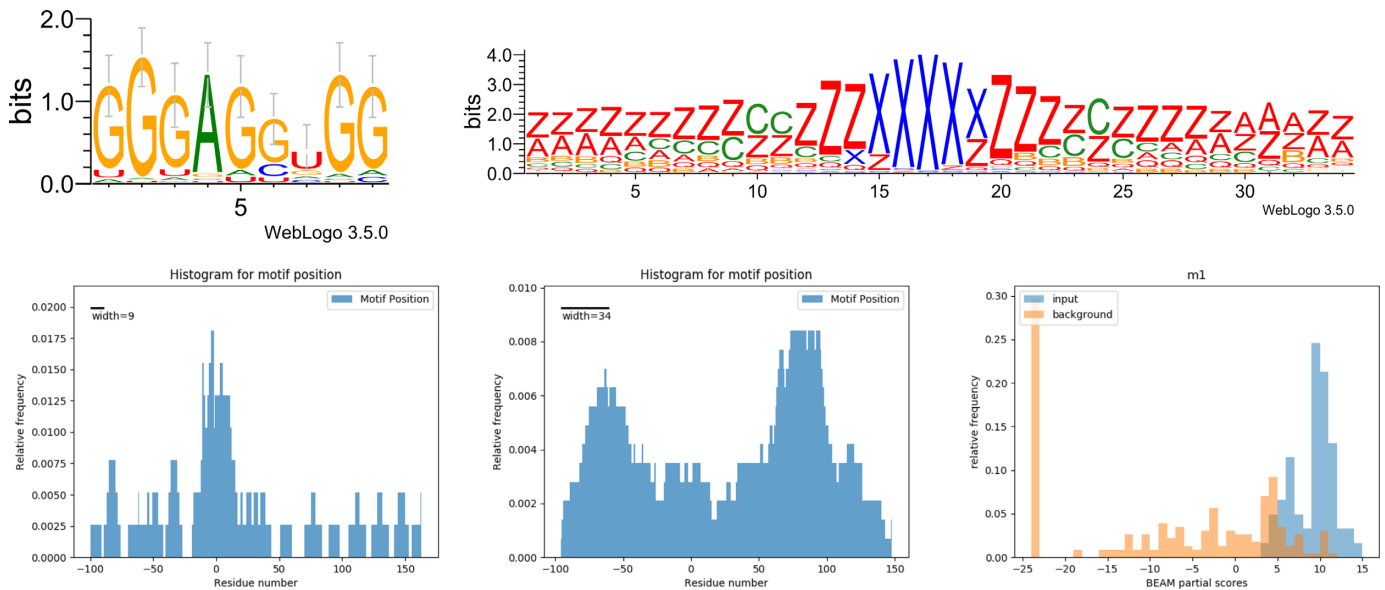 2.0
bits
1.0
0.0
GGGAGGUGG
5
WebLogo 3.5.0
4.0
3.0
bits
2.0
1.0
0.0
ZZZZZZZZZCCZZZXXXXXZZZZCZZZZZAAAZZ
5 10 15 20 25 30
WebLogo 3.5.0
Histogram for motif position
Motif Position
width=9
0.0200
0.0175
0.0150
0.0125
0.0100
0.0075
0.0050
0.0025
0.0000
Relative frequency
−100 −50 0 50 100 150
Residue number
Histogram for motif position
Motif Position
width=34
0.010
0.008
0.006
0.004
0.002
0.000
Relative frequency
−100 −50 0 50 100 150
Residue number
m1
input
background
0.30
0.25
0.20
0.15
0.10
0.05
0.00
relative frequency
−25 −20 −15 −10 −5 0 5 10 15
BEAM partial scores